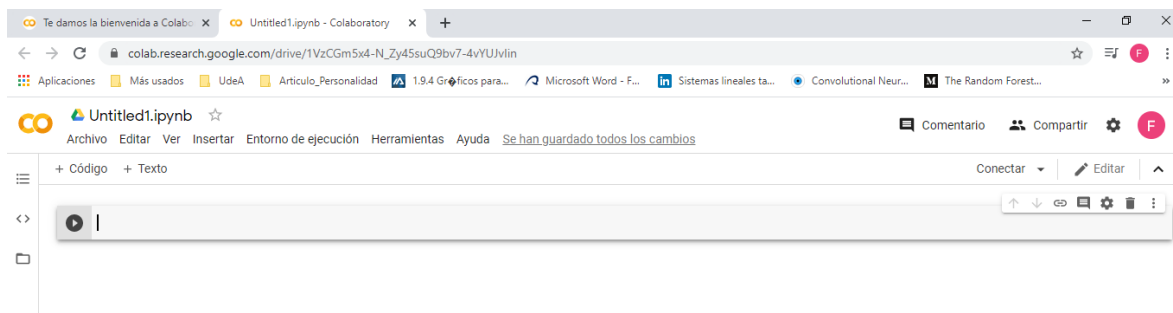 Te damos la bienvenida a Colabo
Untitled1.ipynb - Colaboratory
colab.research.google.com/drive/1VzCGm5x4-N_Zy45suQ9bv7-4vYUJvlin
F
Aplicaciones Más usados UdeA Articulo_Personalidad 1.9.4 Gr�ficos para... Microsoft Word - F... in Sistemas lineales ta... Convolutional Neur... M The Random Forest... »
CO Untitled1.ipynb
Comentario Compartir F
Archivo Editar Ver Insertar Entorno de ejecución Herramientas Ayuda Se han guardado todos los cambios
+ Código + Texto Conectar Editar